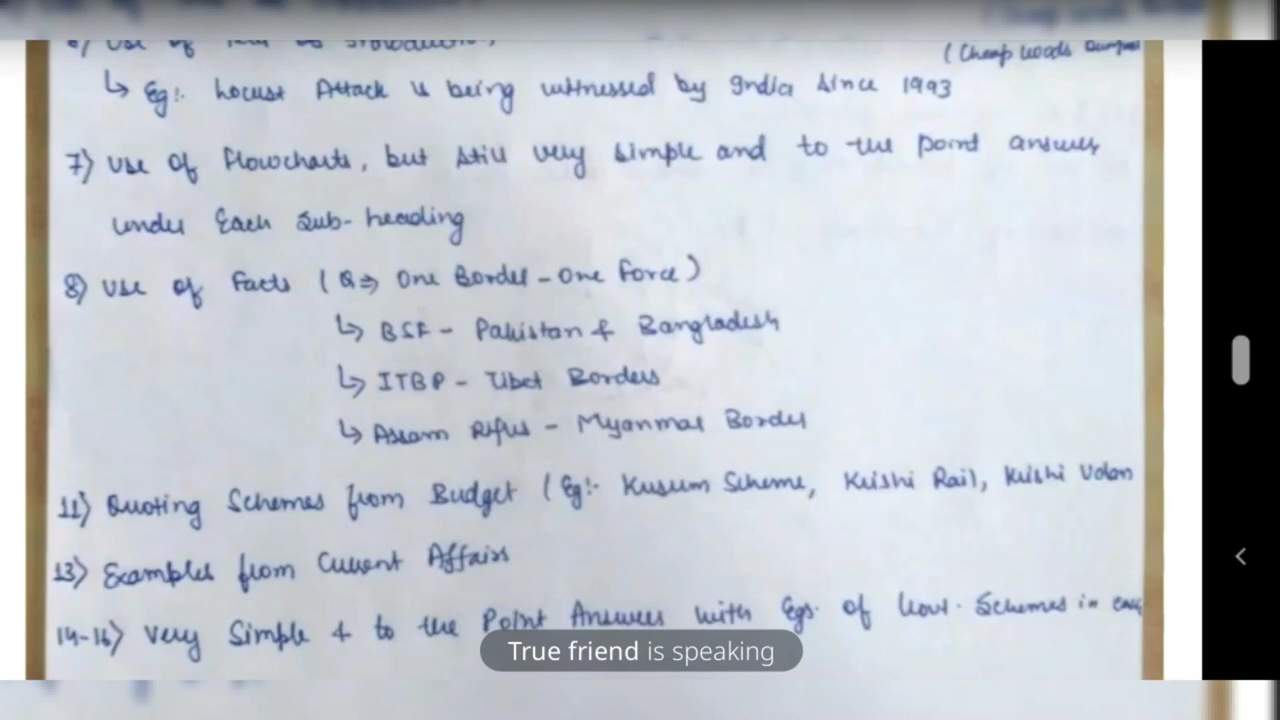 (Cheap Goods
6) Use of
↳ Eg:- Locust Attack is being witnessed by India Since 1993
7) Use of Flowcharts, but still very simple and to the point answers
under Each Sub-heading
8) Use of Facts (Q⇒ One Border - One Force)
↳ BSF - Pakistan & Bangladesh
↳ ITBP - Tibet Borders
↳ Assam Rifles - Myanmar Border
11) Quoting Schemes from Budget (Eg:- Kusum Scheme, Krishi Rail, Krishi Udan
13) Examples from Current Affairs
14-16) Very Simple & to the Point Answers with Egs. of Govt. Schemes in
True friend is speaking